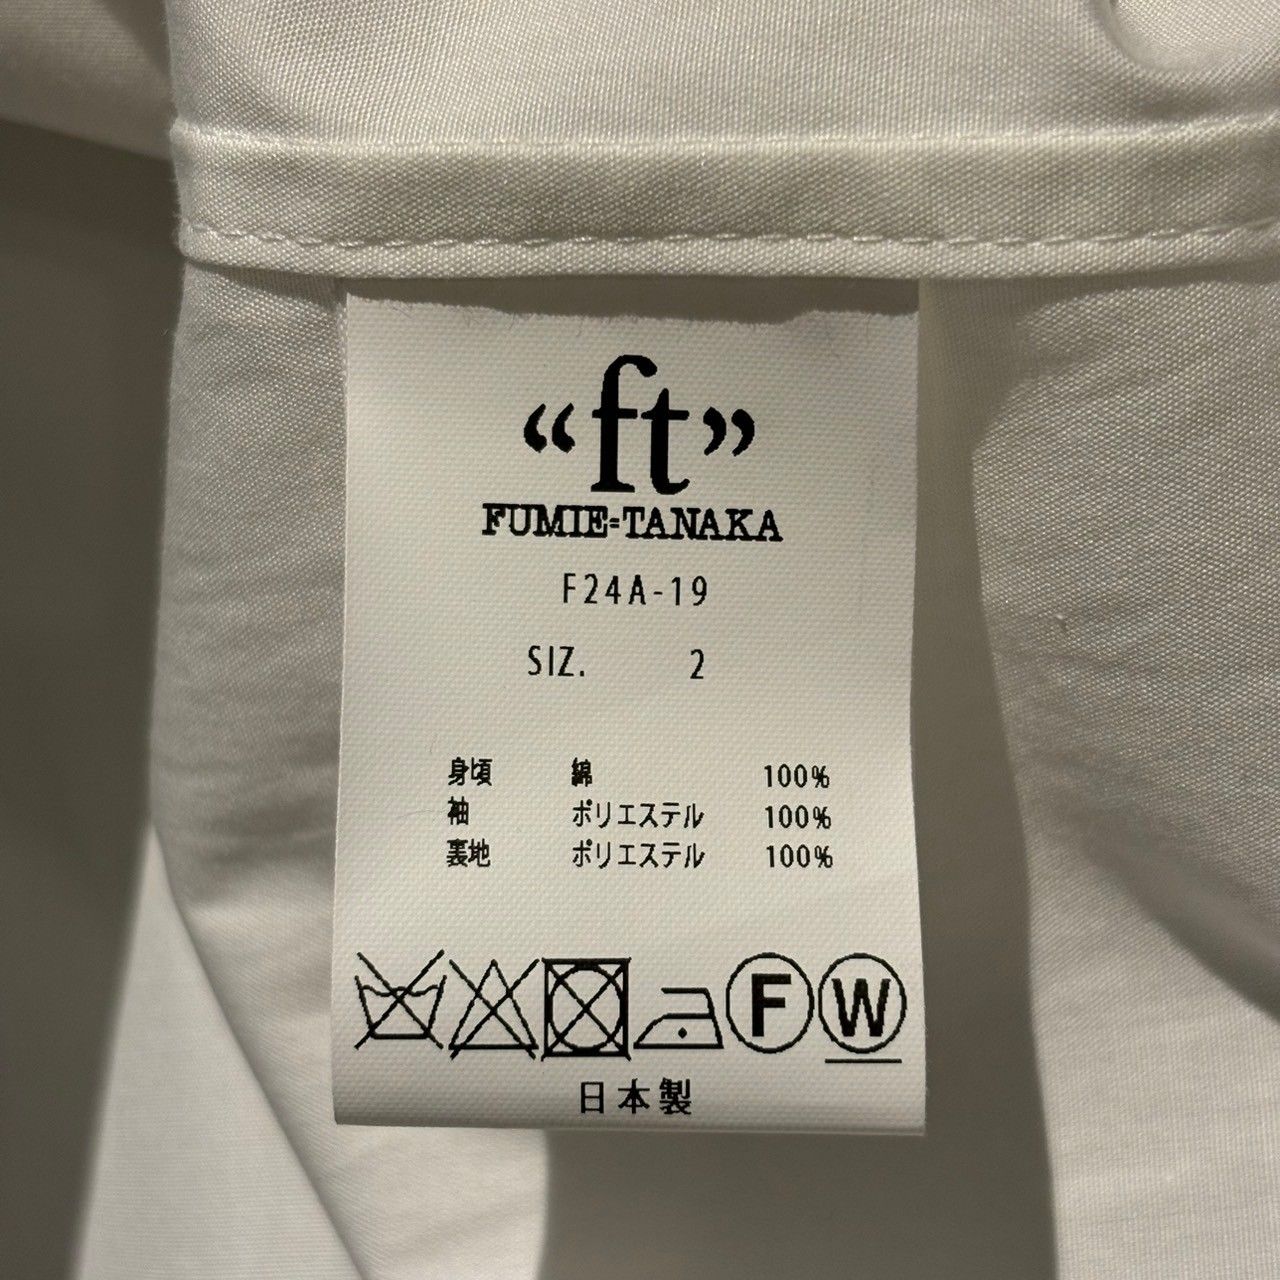 “ft”
FUMIE=TANAKA
F24A-19
SIZ. 2
身頃 綿 100%
袖 ポリエステル 100%
裏地 ポリエステル 100%
F W
日本製